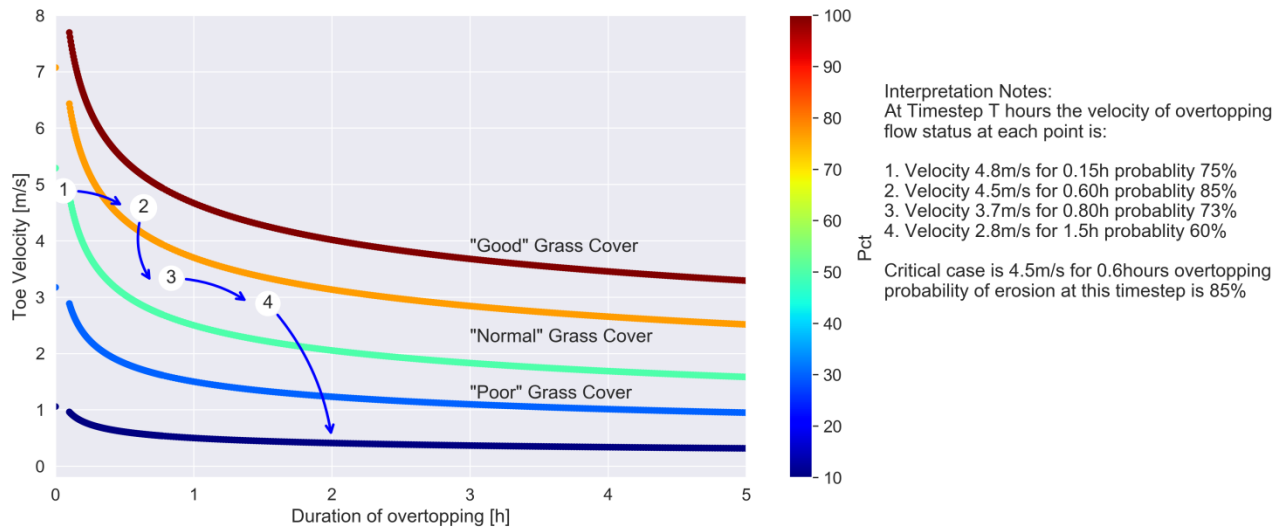 8
7
6
5
4
3
2
1
0
Toe Velocity [m/s]
0
1
2
3
4
5
Duration of overtopping [h]
1
2
3
4
"Good" Grass Cover
"Normal" Grass Cover
"Poor" Grass Cover
100
90
80
70
60
50
40
30
20
10
Pct
Interpretation Notes:
At Timestep T hours the velocity of overtopping
flow status at each point is:
1. Velocity 4.8m/s for 0.15h probablity 75%
2. Velocity 4.5m/s for 0.60h probablity 85%
3. Velocity 3.7m/s for 0.80h probablity 73%
4. Velocity 2.8m/s for 1.5h probablity 60%
Critical case is 4.5m/s for 0.6hours overtopping
probability of erosion at this timestep is 85%